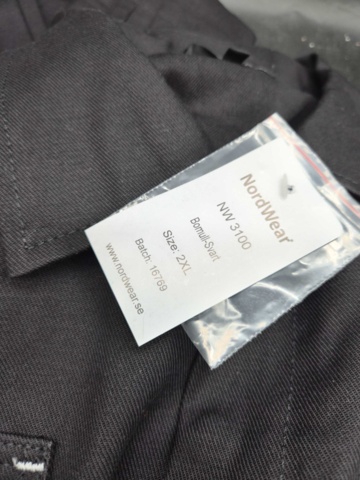 NordWear®
NW 3100
Bomull-Svart
Size: 2XL
Batch: 16769
www.nordwear.se